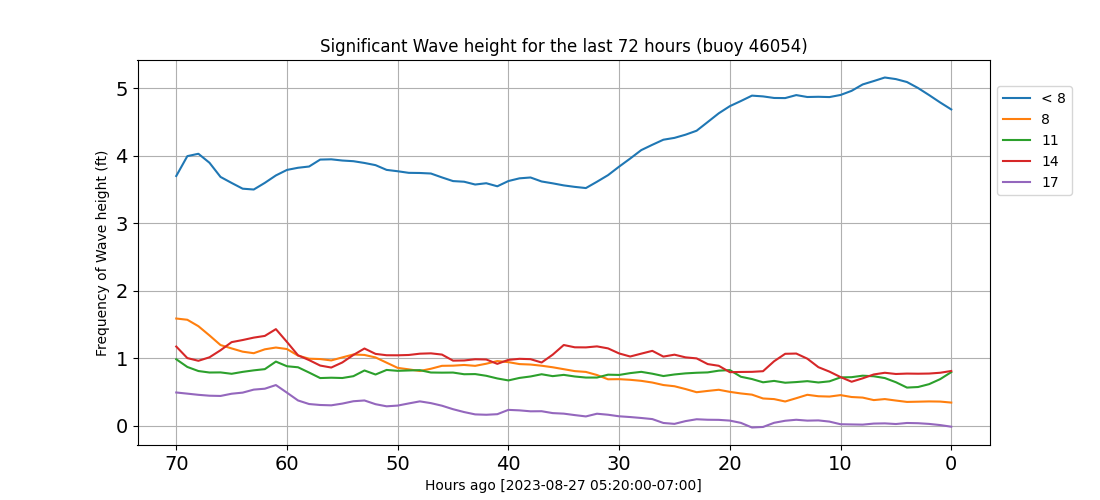 Significant Wave height for the last 72 hours (buoy 46054)
Frequency of Wave height (ft)
5
4
3
2
1
0
70 60 50 40 30 20 10 0
Hours ago [2023-08-27 05:20:00-07:00]
< 8
8
11
14
17